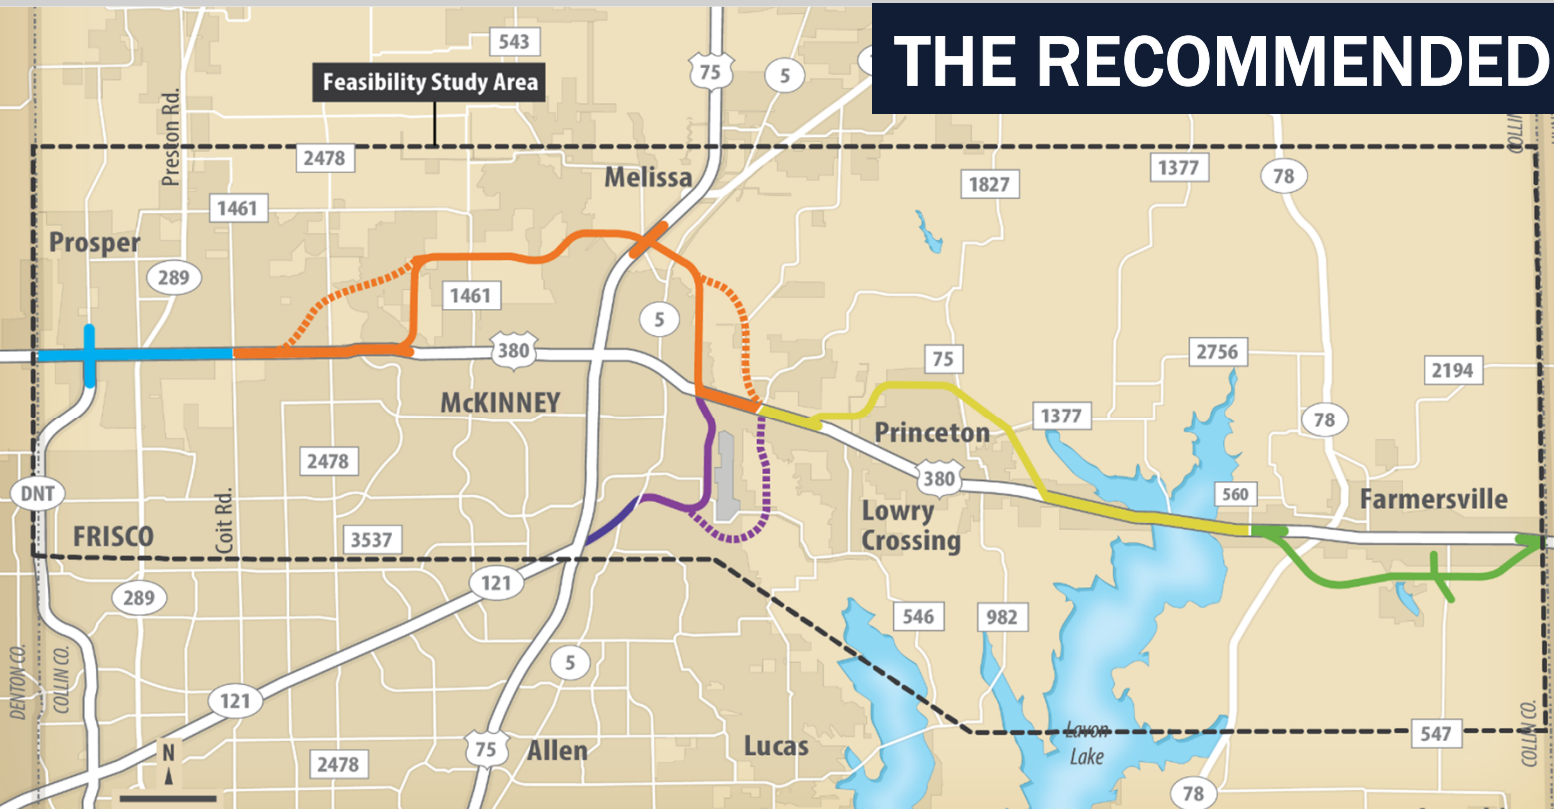 THE RECOMMENDED
543
75
5
Feasibility Study Area
Preston Rd.
2478
Melissa
1827
1377
78
COLLIN
1461
Prosper
289
1461
5
380
McKINNEY
75
2756
2194
1377
78
Princeton
380
2478
DNT
560
Farmersville
Coit Rd.
FRISCO
3537
Lowry
Crossing
121
289
546
982
5
DENTON CO.
COLLIN CO.
121
75
Allen
Lucas
Lavon
Lake
547
COLLIN CO.
N
2478
78